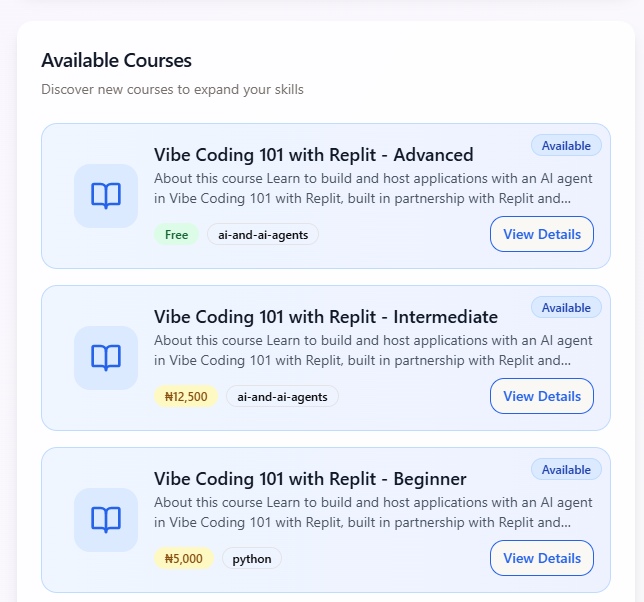 Available Courses
Discover new courses to expand your skills
Available
Vibe Coding 101 with Replit - Advanced
About this course Learn to build and host applications with an AI agent
in Vibe Coding 101 with Replit, built in partnership with Replit and...
Free
ai-and-ai-agents
View Details
Available
Vibe Coding 101 with Replit - Intermediate
About this course Learn to build and host applications with an AI agent
in Vibe Coding 101 with Replit, built in partnership with Replit and...
₦12,500
ai-and-ai-agents
View Details
Available
Vibe Coding 101 with Replit - Beginner
About this course Learn to build and host applications with an AI agent
in Vibe Coding 101 with Replit, built in partnership with Replit and...
₦5,000
python
View Details